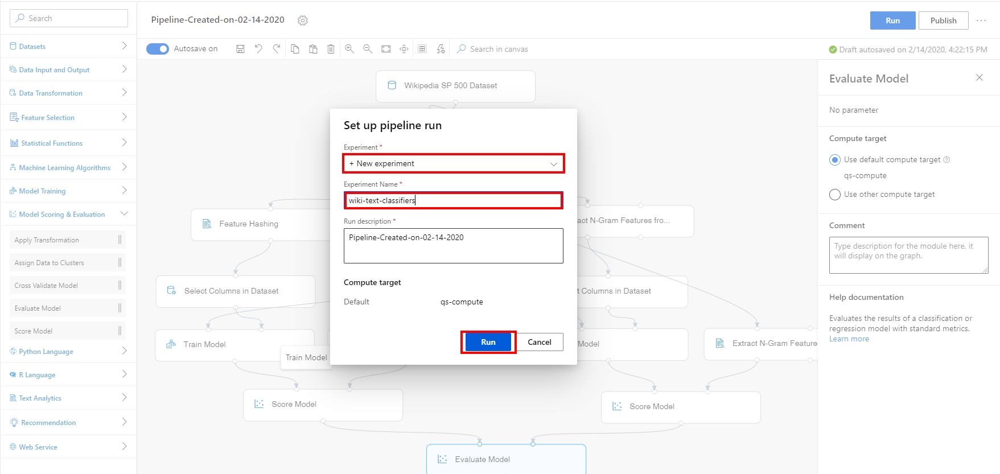 Search
Datasets
Data Input and Output
Data Transformation
Feature Selection
Statistical Functions
Machine Learning Algorithms
Model Training
Model Scoring & Evaluation
Apply Transformation
Assign Data to Clusters
Cross Validate Model
Evaluate Model
Score Model
Python Language
R Language
Text Analytics
Recommendation
Web Service
Pipeline-Created-on-02-14-2020
Run
Publish
Autosave on
Search in canvas
Draft autosaved on 2/14/2020, 4:22:15 PM
Wikipedia SP 500 Dataset
Feature Hashing
act N-Gram Features fro...
Select Columns in Dataset
t Columns in Dataset
Train Model
Train Model
Model
Extract N-Gram Feature
Score Model
Score Model
Evaluate Model
Set up pipeline run
Experiment *
+ New experiment
Experiment Name *
wiki-text-classifiers
Run description *
Pipeline-Created-on-02-14-2020
Compute target
Default qs-compute
Run
Cancel
Evaluate Model
No parameter
Compute target
Use default compute target
qs-compute
Use other compute target
Comment
Type description for the module here, it
will display on the graph.
Help documentation
Evaluates the results of a classification or
regression model with standard metrics.
Learn more